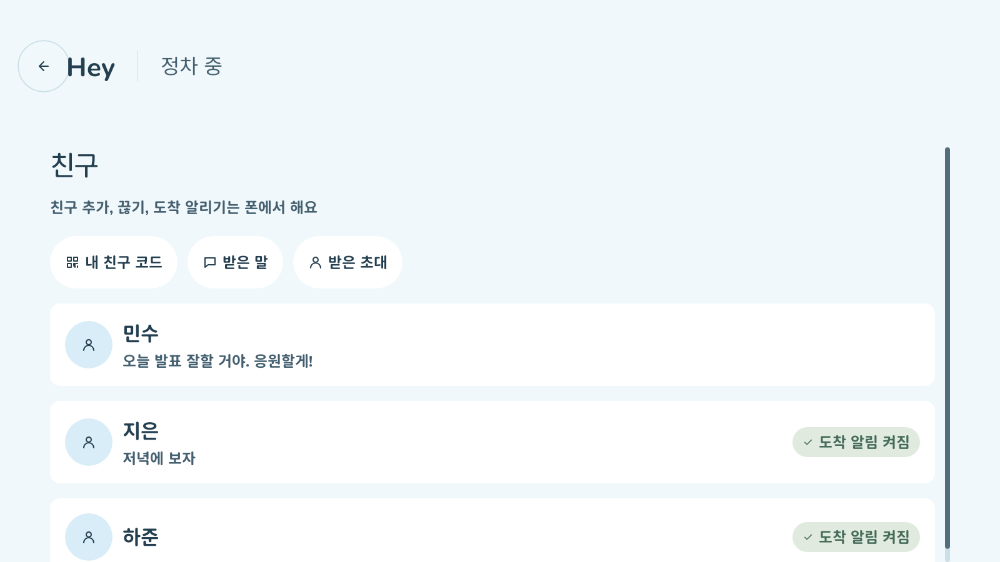 Hey
정차 중
친구
친구 추가, 끊기, 도착 알리기는 폰에서 해요
내 친구 코드
받은 말
받은 초대
민수
오늘 발표 잘할 거야. 응원할게!
지은
저녁에 보자
도착 알림 켜짐
하준
도착 알림 켜짐